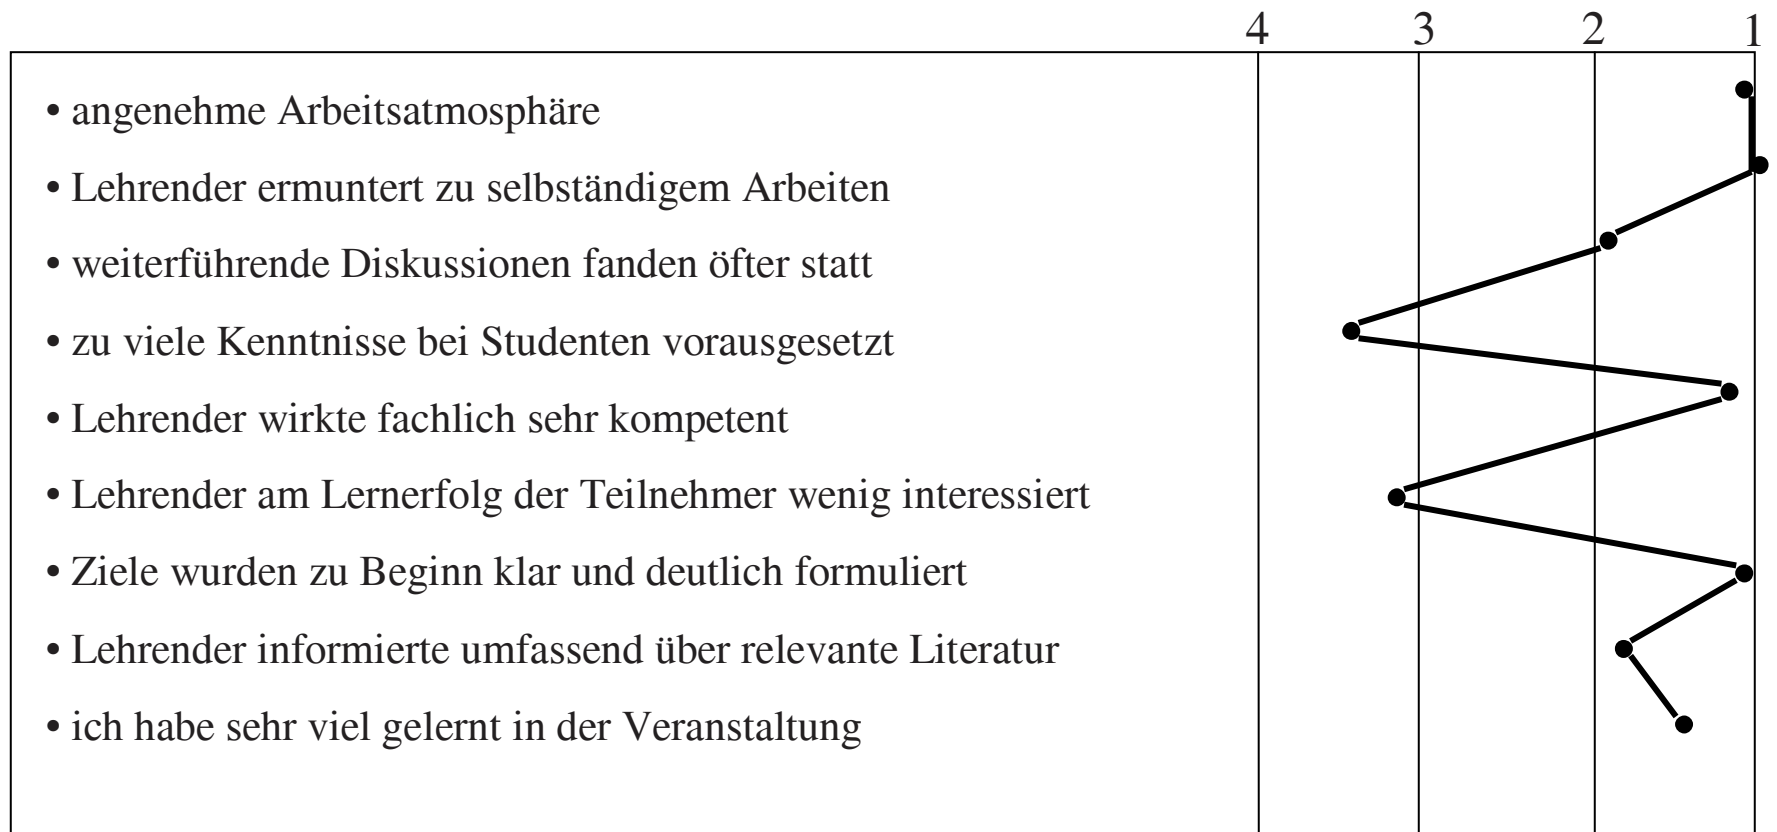 4 3 2 1
• angenehme Arbeitsatmosphäre
• Lehrender ermuntert zu selbständigem Arbeiten
• weiterführende Diskussionen fanden öfter statt
• zu viele Kenntnisse bei Studenten vorausgesetzt
• Lehrender wirkte fachlich sehr kompetent
• Lehrender am Lernerfolg der Teilnehmer wenig interessiert
• Ziele wurden zu Beginn klar und deutlich formuliert
• Lehrender informierte umfassend über relevante Literatur
• ich habe sehr viel gelernt in der Veranstaltung